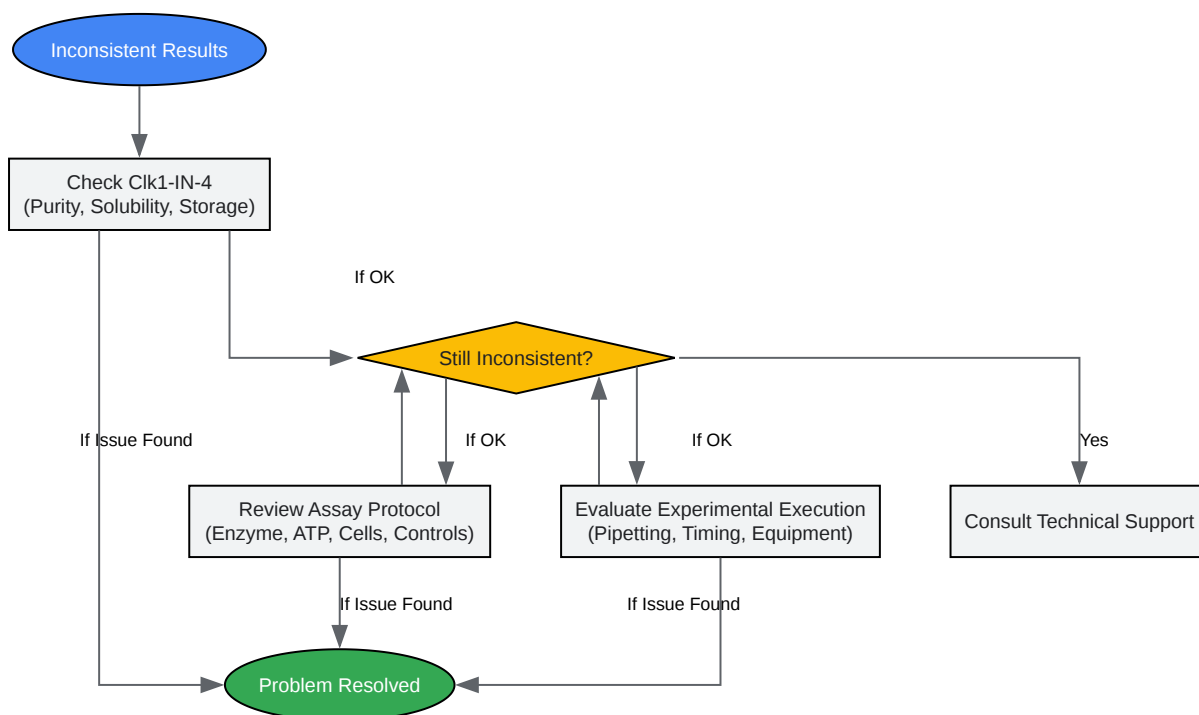 Inconsistent Results
Check Clk1-IN-4
(Purity, Solubility, Storage)
If OK
Still Inconsistent?
If Issue Found
If OK
If OK
Yes
Review Assay Protocol
(Enzyme, ATP, Cells, Controls)
Evaluate Experimental Execution
(Pipetting, Timing, Equipment)
Consult Technical Support
If Issue Found
If Issue Found
Problem Resolved